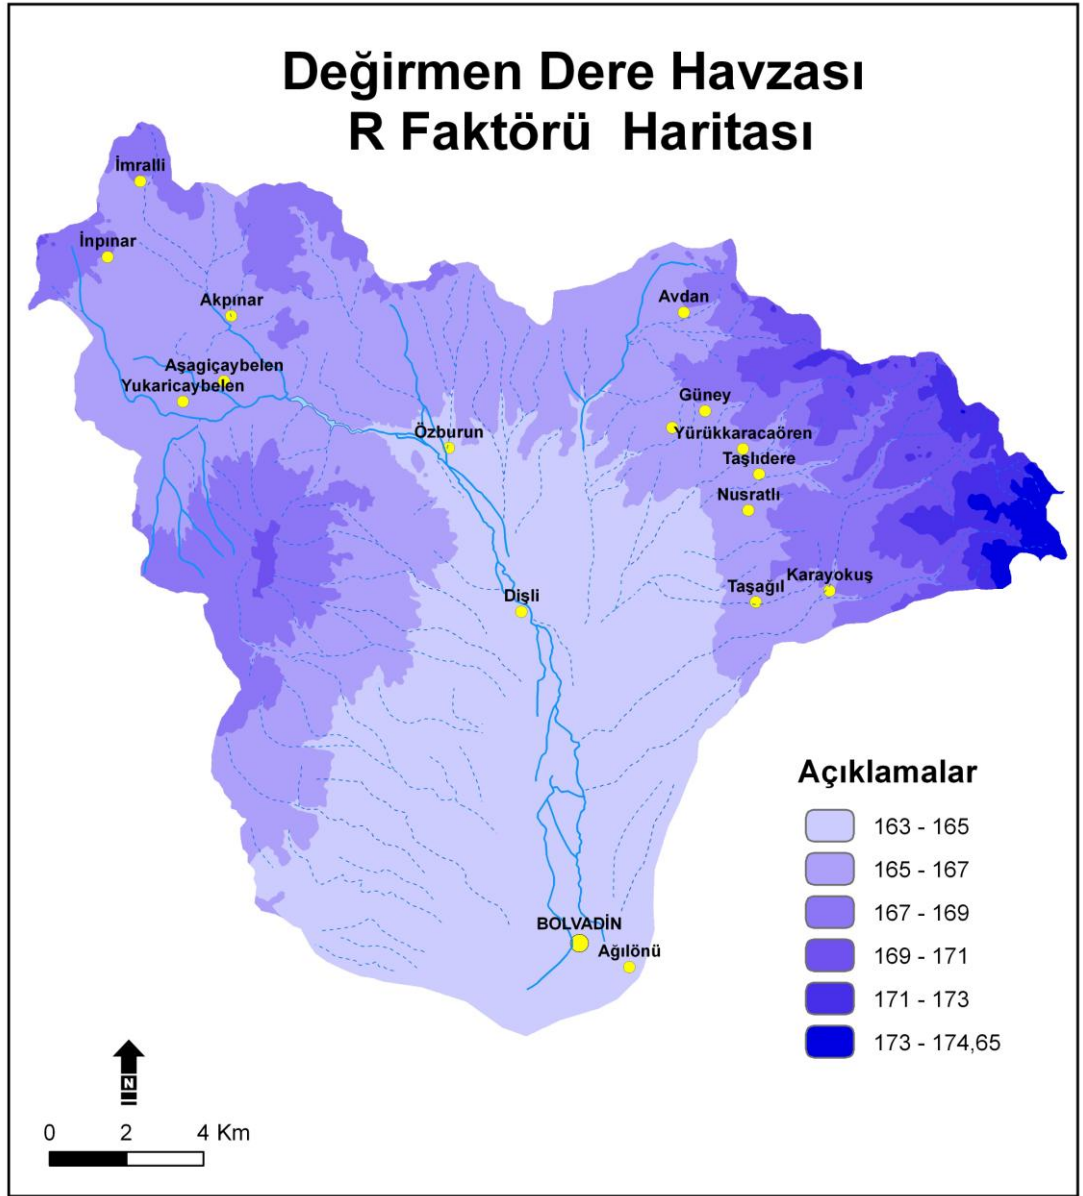 Değirmen Dere Havzası
R Faktörü Haritası
İmralli
İnpınar
Akpınar
Avdan
Aşagiçaybelen
Yukaricaybelen
Güney
Özburun
Yürükkaracaören
Taşlıdere
Nusratlı
Karayokuş
Taşağıl
Dişli
Açıklamalar
163 - 165
165 - 167
167 - 169
169 - 171
171 - 173
173 - 174,65
BOLVADİN
Ağılönü
N
0 2 4 Km